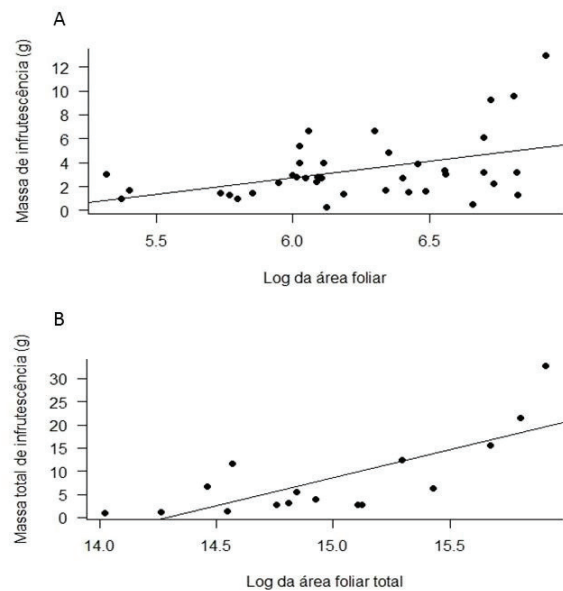 A
Massa de infrutescência (g)
12
10
8
6
4
2
0
5.5 6.0 6.5
Log da área foliar
B
Massa total de infrutescência (g)
30
25
20
15
10
5
0
14.0 14.5 15.0 15.5
Log da área foliar total